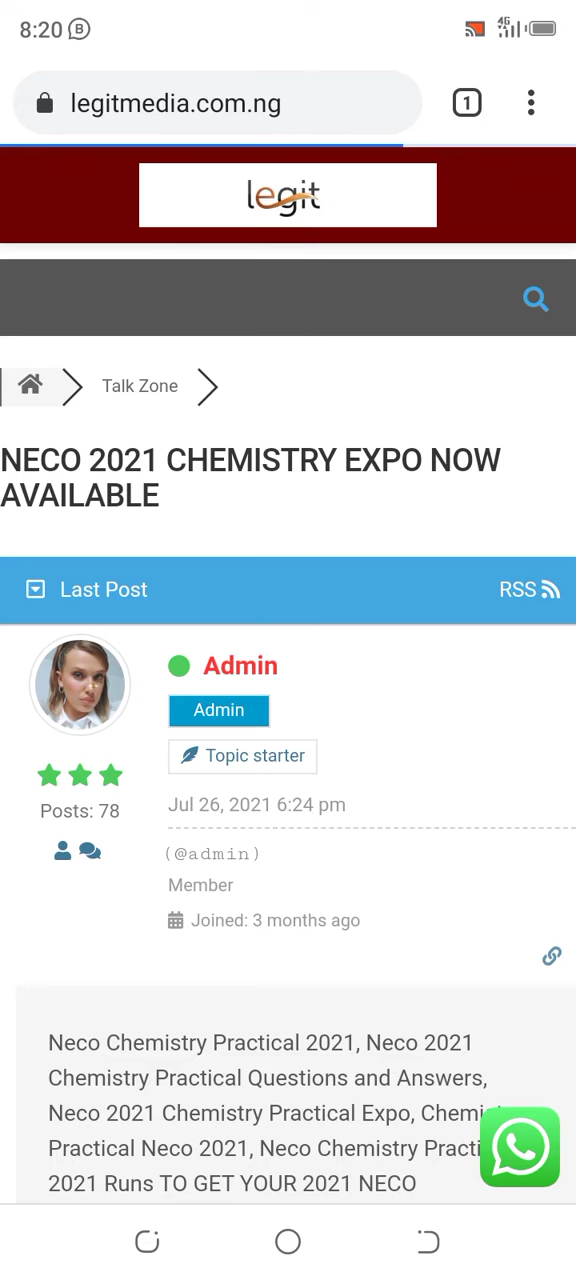 8:20 B 4G
legitmedia.com.ng 1
legit
Talk Zone
NECO 2021 CHEMISTRY EXPO NOW
AVAILABLE
Last Post RSS
Admin
Admin
Topic starter
Posts: 78
Jul 26, 2021 6:24 pm
(@admin)
Member
Joined: 3 months ago
Neco Chemistry Practical 2021, Neco 2021
Chemistry Practical Questions and Answers,
Neco 2021 Chemistry Practical Expo,
Practical Neco 2021, Neco Chemistry
2021 Runs TO GET YOUR 2021 NECO